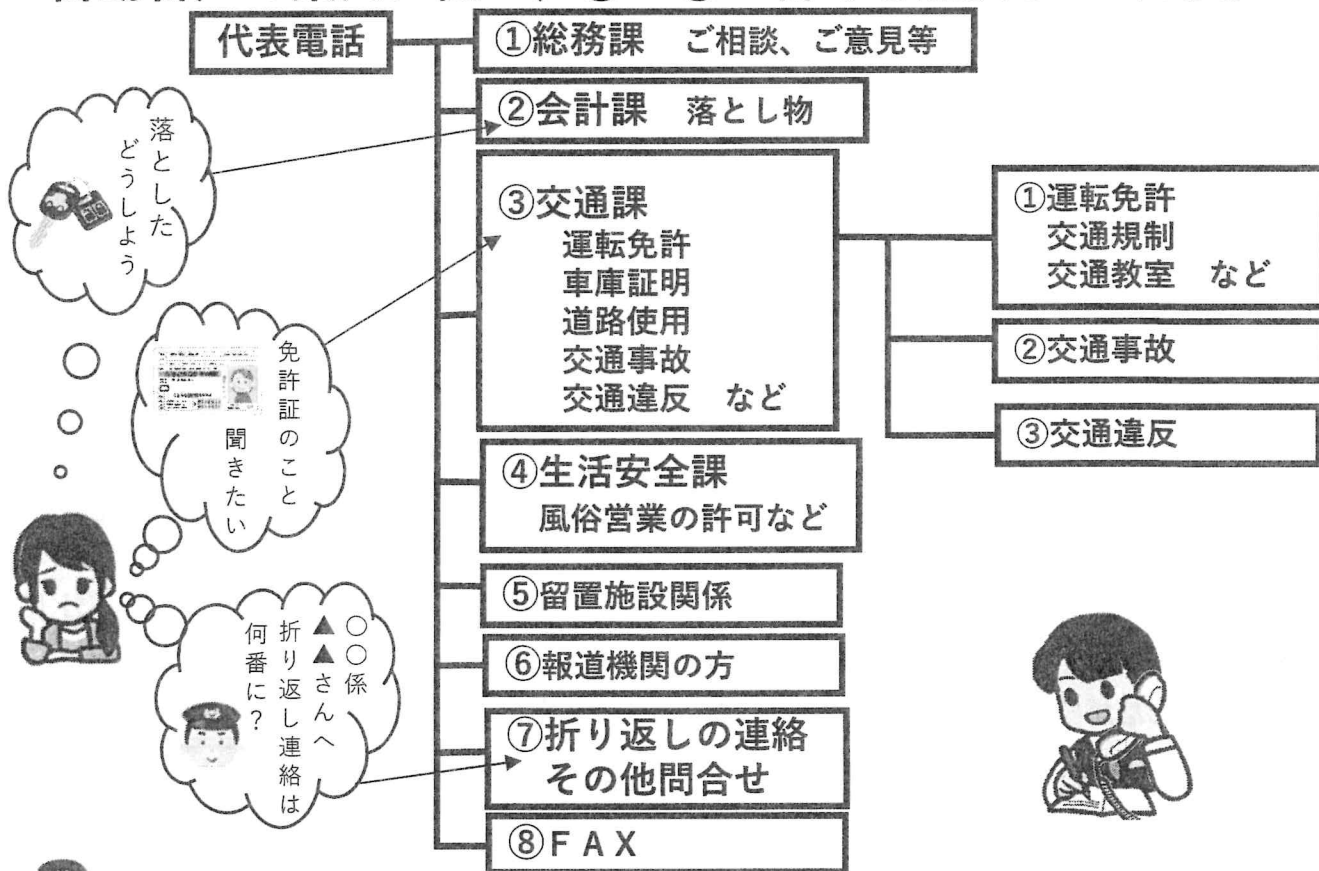 代表電話
①総務課 ご相談、ご意見等
②会計課 落とし物
③交通課
運転免許
車庫証明
道路使用
交通事故
交通違反 など
①運転免許
交通規制
交通教室 など
②交通事故
③交通違反
④生活安全課
風俗営業の許可など
⑤留置施設関係
⑥報道機関の方
⑦折り返しの連絡
その他問合せ
⑧ＦＡＸ
落とした
どうしよう
免許証のこと
聞きたい
○○係
▲▲さんへ
折り返し連絡は
何番に？